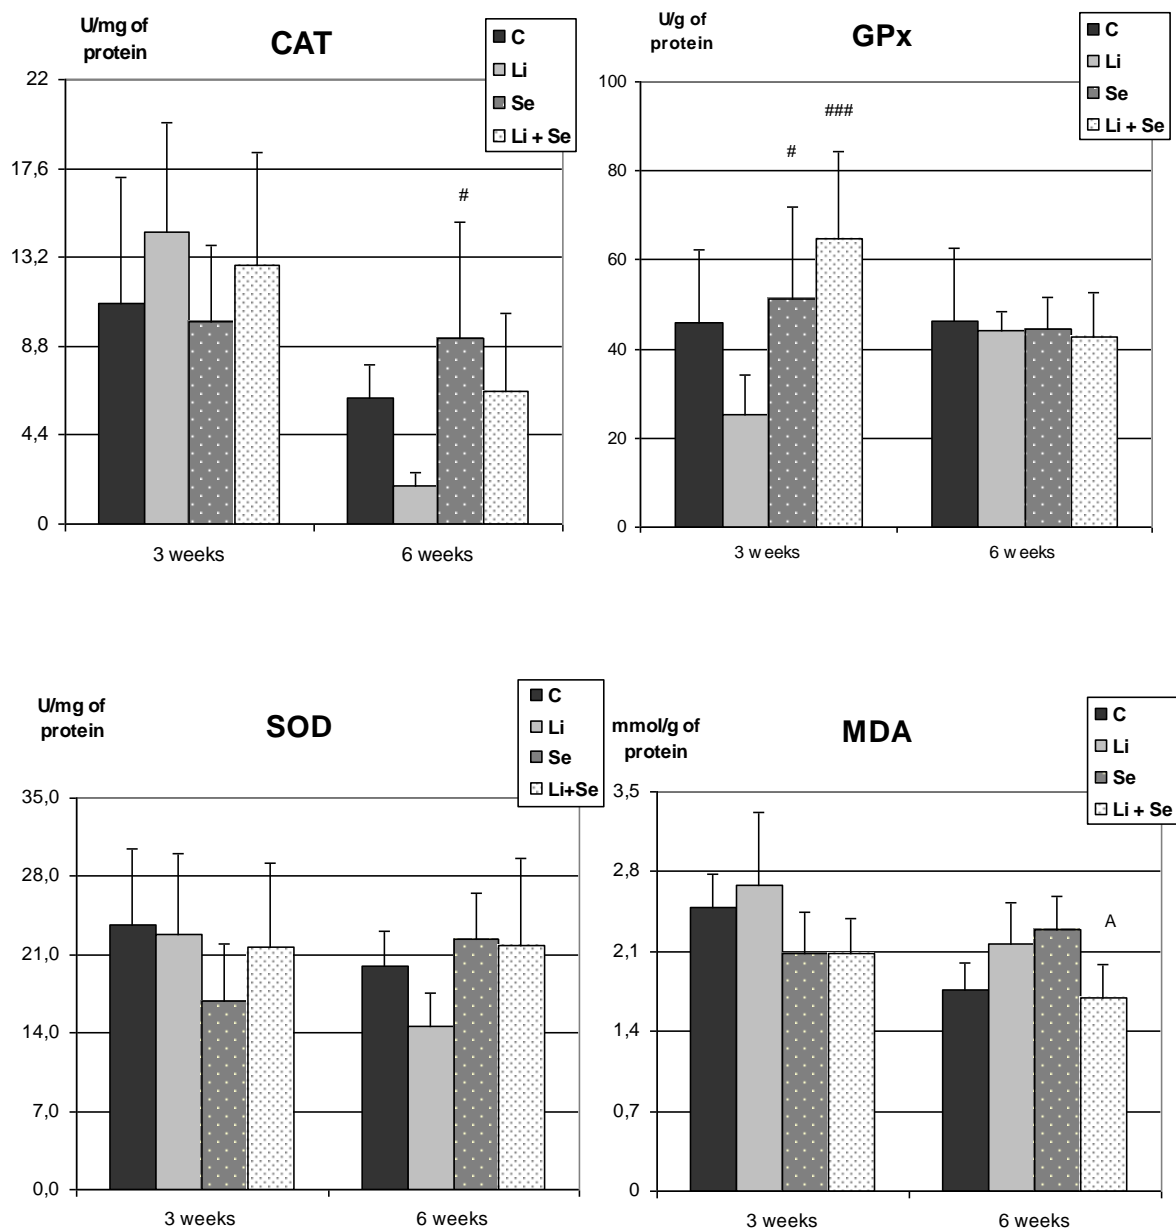 U/mg of
protein
CAT
C
Li
Se
Li + Se
22
17,6
13,2
8,8
4,4
0
#
3 weeks
6 weeks
U/g of
protein
GPx
C
Li
Se
Li + Se
100
80
60
40
20
0
#
###
3 weeks
6 weeks
U/mg of
protein
SOD
C
Li
Se
Li+Se
35,0
28,0
21,0
14,0
7,0
0,0
3 weeks
6 weeks
mmol/g of
protein
MDA
C
Li
Se
Li + Se
3,5
2,8
2,1
1,4
0,7
0
A
3 weeks
6 weeks